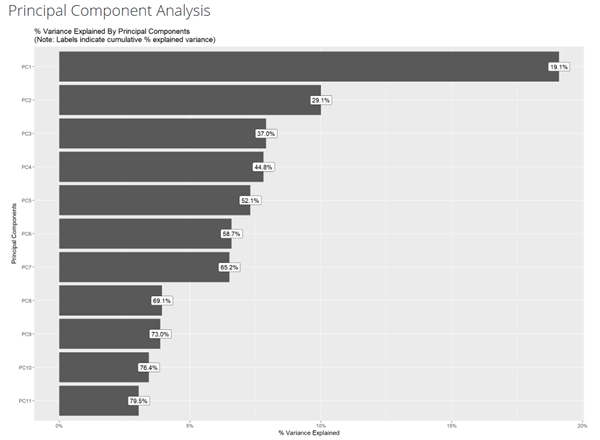 Principal Component Analysis
% Variance Explained By Principal Components
(Note: Labels indicate cumulative % explained variance)
PC1
19.1%
PC2
29.1%
PC3
37.0%
PC4
44.8%
PC5
52.1%
PC6
58.7%
PC7
65.2%
PC8
69.1%
PC9
73.0%
PC10
76.4%
PC11
79.5%
Principal Components
0%
5%
10%
15%
20%
% Variance Explained